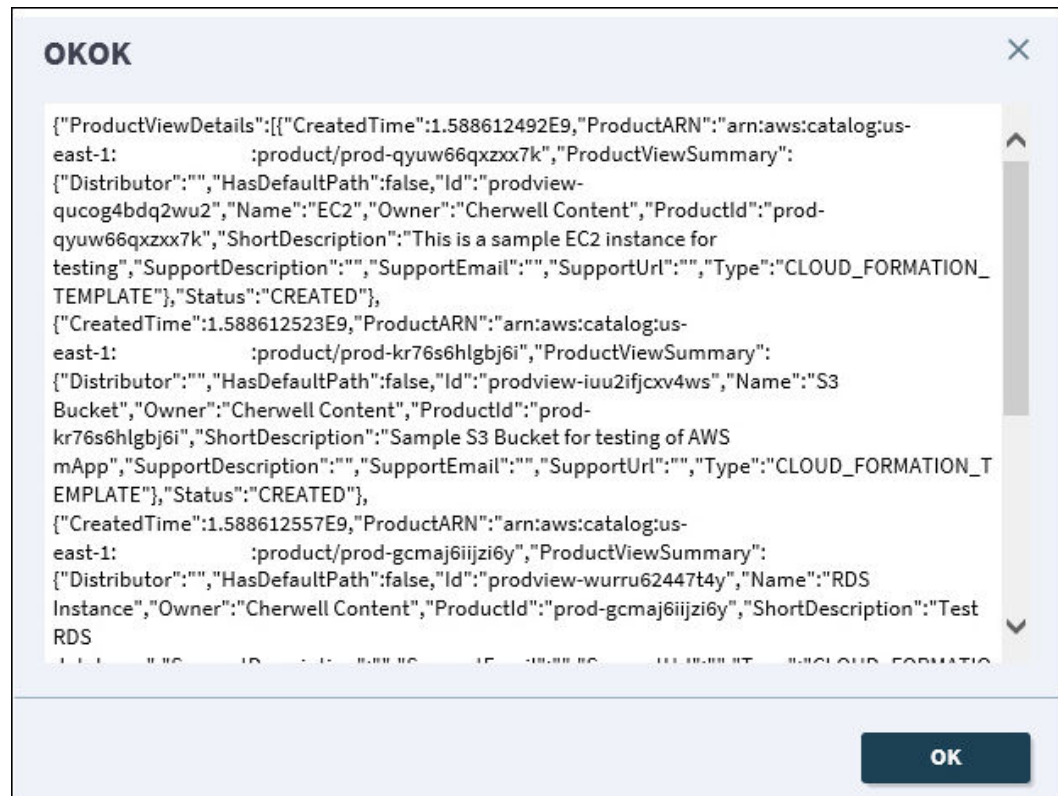 OKOK
{"ProductViewDetails":[{"CreatedTime":1.588612492E9,"ProductARN":"arn:aws:catalog:us-
east-1: :product/prod-qyuw66qxzxx7k","ProductViewSummary":
{"Distributor":"","HasDefaultPath":false,"Id":"prodview-
qucog4bdq2wu2","Name":"EC2","Owner":"Cherwell Content","ProductId":"prod-
qyuw66qxzxx7k","ShortDescription":"This is a sample EC2 instance for
testing","SupportDescription":"","SupportEmail":"","SupportUrl":"","Type":"CLOUD_FORMATION_
TEMPLATE"},"Status":"CREATED"},
{"CreatedTime":1.588612523E9,"ProductARN":"arn:aws:catalog:us-
east-1: :product/prod-kr76s6hlgbj6i","ProductViewSummary":
{"Distributor":"","HasDefaultPath":false,"Id":"prodview-iuu2ifjcxv4ws","Name":"S3
Bucket","Owner":"Cherwell Content","ProductId":"prod-
kr76s6hlgbj6i","ShortDescription":"Sample S3 Bucket for testing of AWS
mApp","SupportDescription":"","SupportEmail":"","SupportUrl":"","Type":"CLOUD_FORMATION_T
EMPLATE"},"Status":"CREATED"},
{"CreatedTime":1.588612557E9,"ProductARN":"arn:aws:catalog:us-
east-1: :product/prod-gcmaj6iijzi6y","ProductViewSummary":
{"Distributor":"","HasDefaultPath":false,"Id":"prodview-wurru62447t4y","Name":"RDS
Instance","Owner":"Cherwell Content","ProductId":"prod-gcmaj6iijzi6y","ShortDescription":"Test
RDS
OK